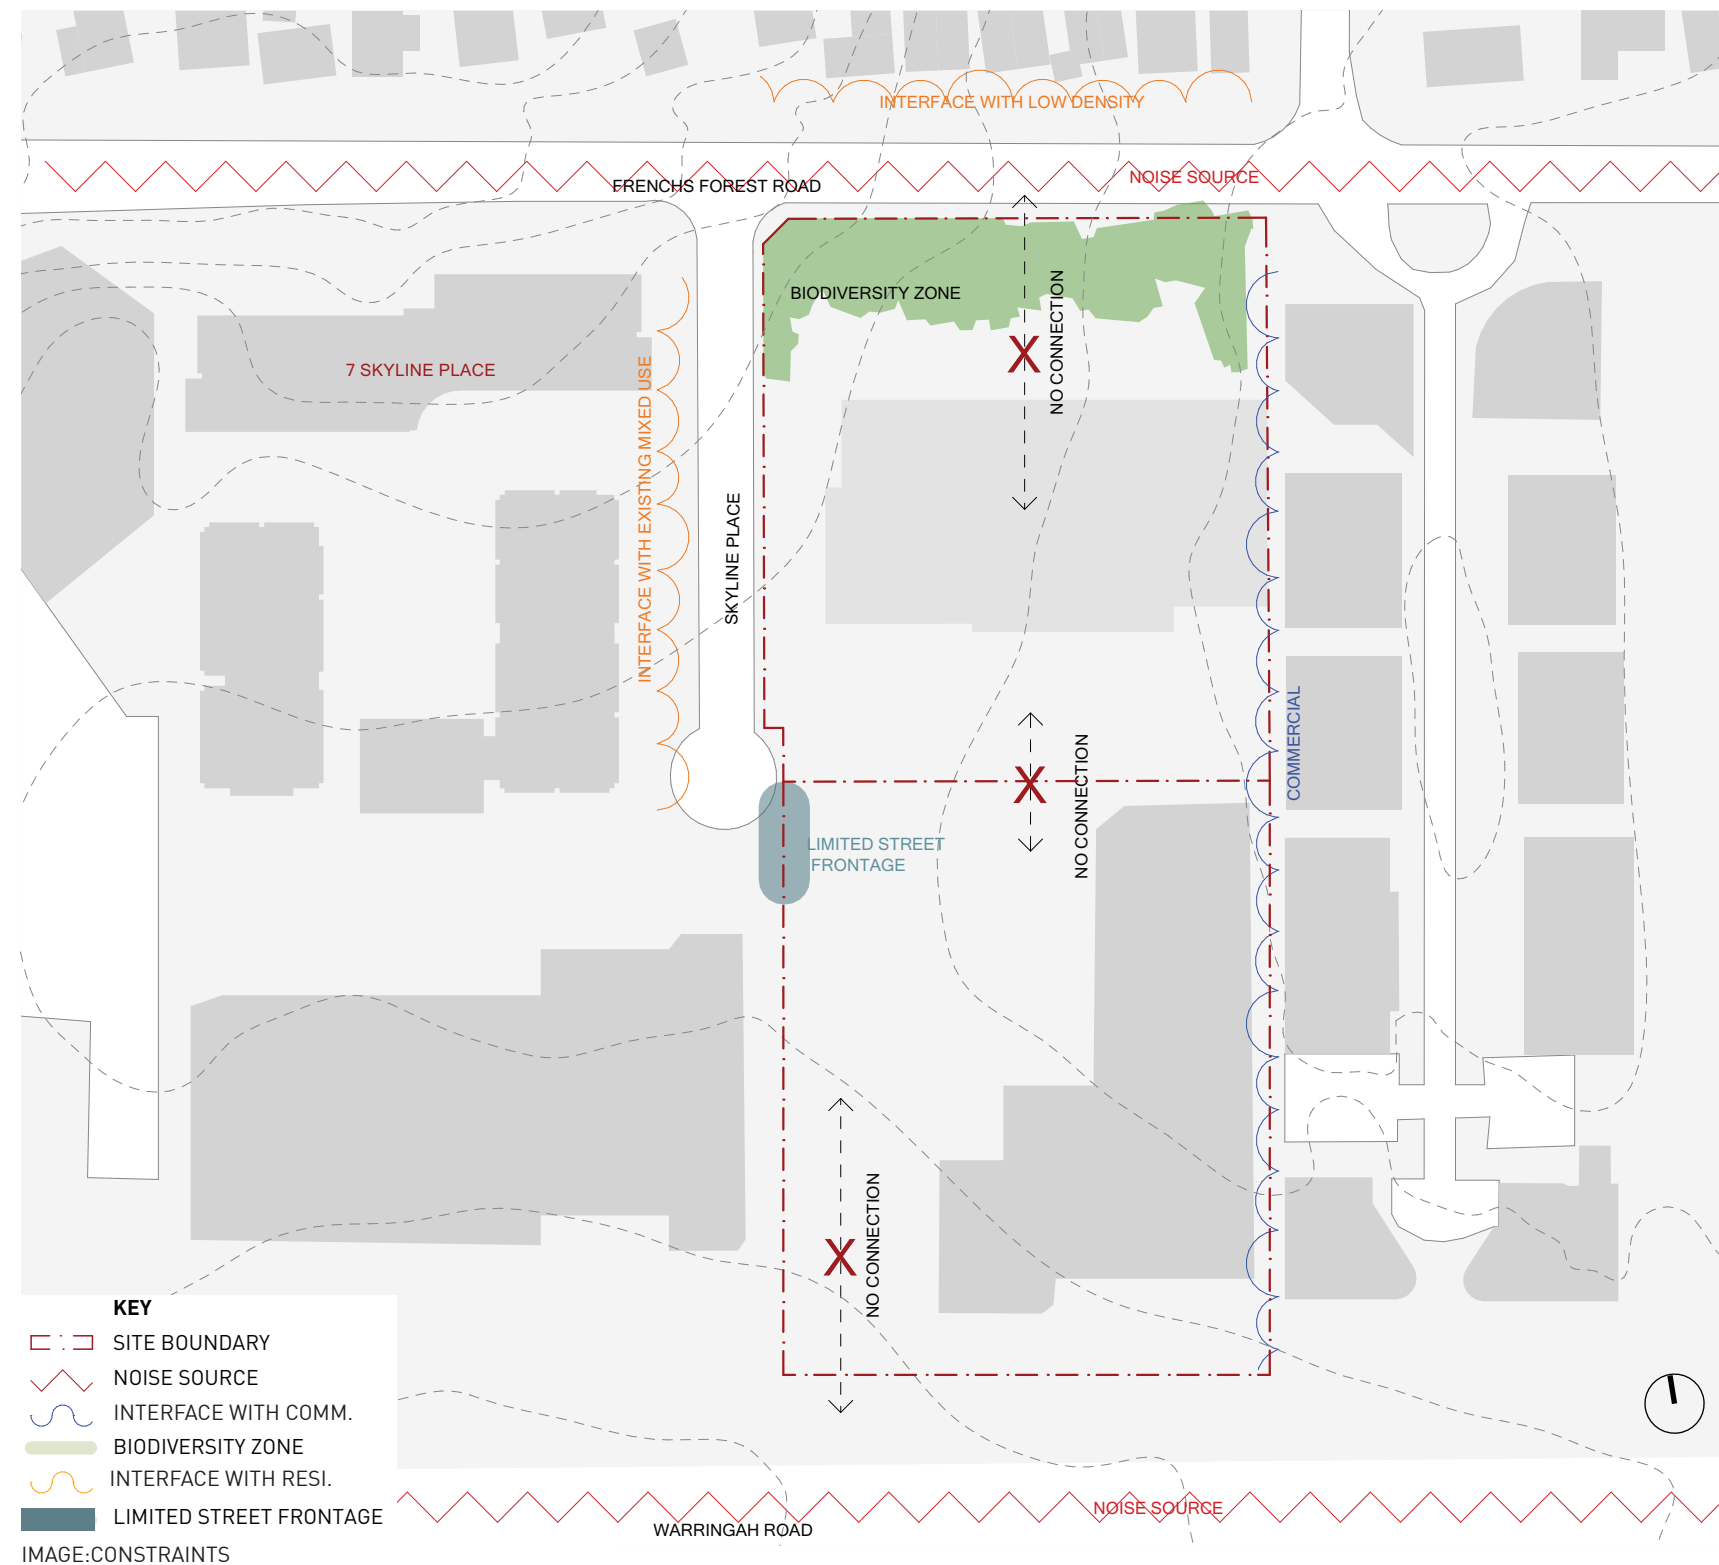 INTERFACE WITH LOW DENSITY
FRENCHS FOREST ROAD
NOISE SOURCE
BIODIVERSITY ZONE
NO CONNECTION
7 SKYLINE PLACE
INTERFACE WITH EXISTING MIXED USE
SKYLINE PLACE
X
COMMERCIAL
X
NO CONNECTION
LIMITED STREET
FRONTAGE
X
NO CONNECTION
KEY
SITE BOUNDARY
NOISE SOURCE
INTERFACE WITH COMM.
BIODIVERSITY ZONE
INTERFACE WITH RESI.
LIMITED STREET FRONTAGE
NOISE SOURCE
WARRINGAH ROAD
IMAGE:CONSTRAINTS